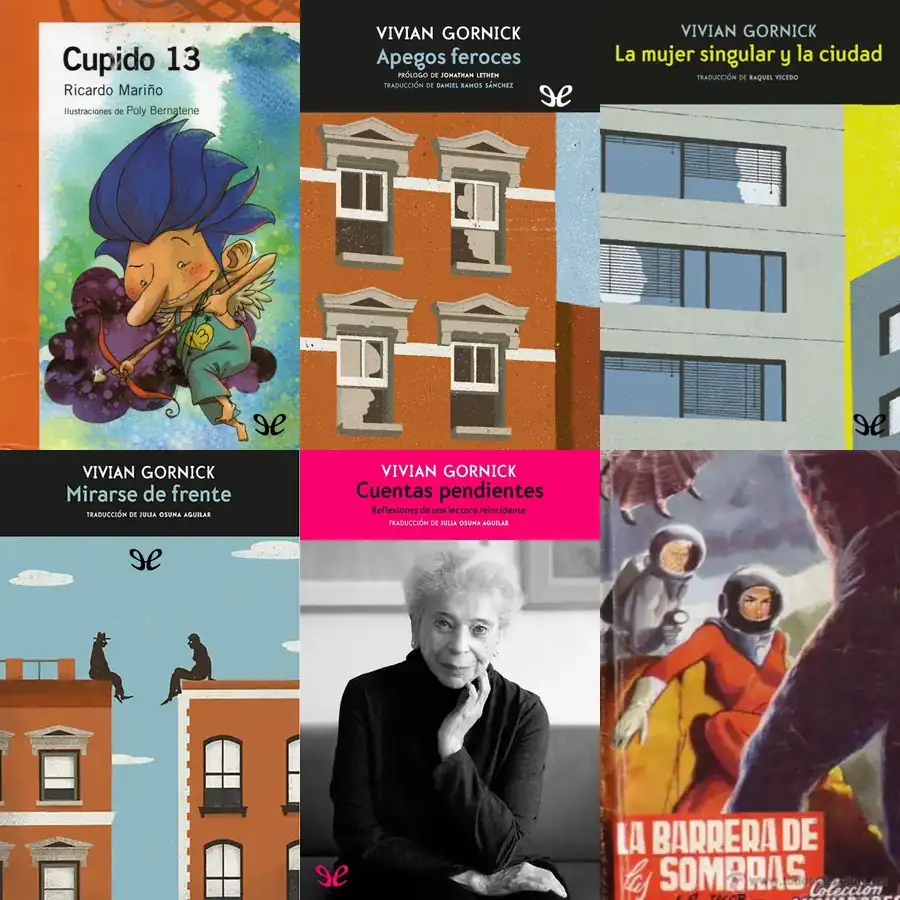 Cupido 13
Ricardo Mariño
Ilustraciones de Poly Bernatene
VIVIAN GORNICK
Apegos feroces
PRÓLOGO DE JONATHAN LETHEM
TRADUCCIÓN DE DANIEL RAMOS SÁNCHEZ
VIVIAN GORNICK
La mujer singular y la ciudad
TRADUCCIÓN DE RAQUEL VICEDO
VIVIAN GORNICK
Mirarse de frente
TRADUCCIÓN DE JULIA OSUNA AGUILAR
VIVIAN GORNICK
Cuentas pendientes
Reflexiones de una lectora reincidente
TRADUCCIÓN DE JULIA OSUNA AGUILAR
LA BARRERA DE
las SOMBRAS
Colección